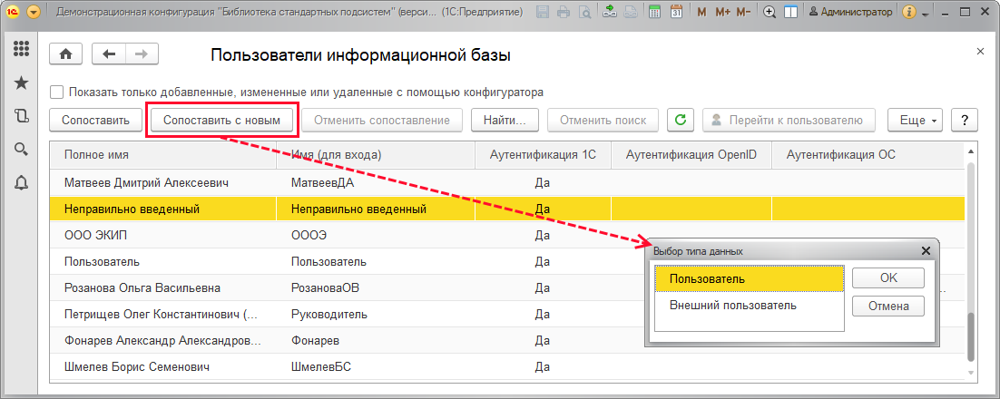 Демонстрационная конфигурация "Библиотека стандартных подсистем" (верси... (1С:Предприятие)
31 M M+ M- Администратор
Пользователи информационной базы
Показать только добавленные, измененные или удаленные с помощью конфигуратора
Сопоставить Сопоставить с новым Отменить сопоставление Найти... Отменить поиск Перейти к пользователю Еще ?
Полное имя Имя (для входа) Аутентификация 1С Аутентификация OpenID Аутентификация ОС
Матвеев Дмитрий Алексеевич МатвеевДА Да
Неправильно введенный Неправильно введенный Да
ООО ЭКИП ОООЭ Да
Пользователь Пользователь Да
Розанова Ольга Васильевна РозановаОВ Да
Петрищев Олег Константинович (... Руководитель Да
Фонарев Александр Александров... Фонарев Да
Шмелев Борис Семенович ШмелевБС Да
Выбор типа данных
Пользователь OK
Внешний пользователь Отмена